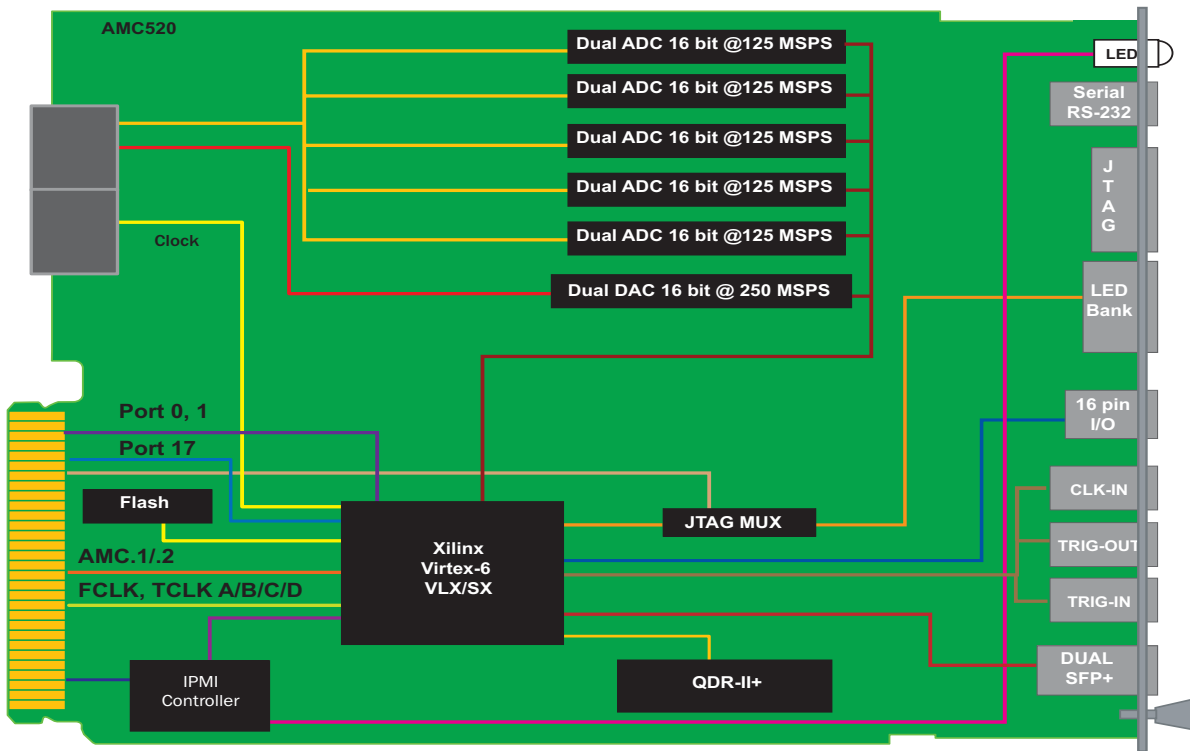 AMC520
Dual ADC 16 bit @125 MSPS
Dual ADC 16 bit @125 MSPS
Dual ADC 16 bit @125 MSPS
Dual ADC 16 bit @125 MSPS
Dual ADC 16 bit @125 MSPS
Dual DAC 16 bit @ 250 MSPS
Clock
LED
Serial
RS-232
J
T
A
G
LED
Bank
16 pin
I/O
CLK-IN
TRIG-OUT
TRIG-IN
DUAL
SFP+
Port 0, 1
Port 17
Flash
AMC.1/.2
FCLK, TCLK A/B/C/D
Xilinx
Virtex-6
VLX/SX
JTAG MUX
IPMI
Controller
QDR-II+